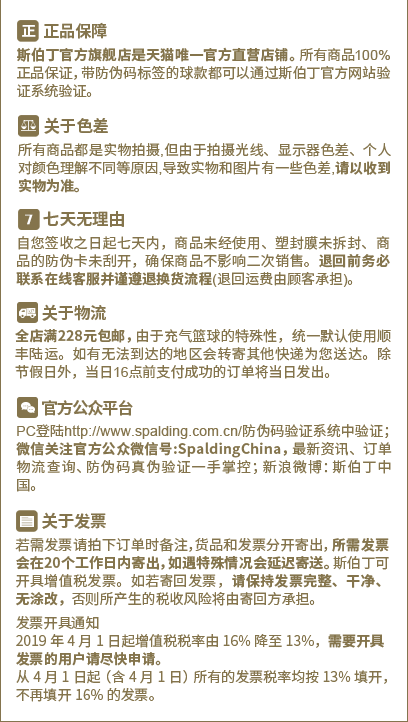 正 正品保障
斯伯丁官方旗舰店是天猫唯一官方直营店铺。所有商品100%
正品保证，带防伪码标签的球款都可以通过斯伯丁官方网站验
证系统验证。
关于色差
所有商品都是实物拍摄,但由于拍摄光线、显示器色差、个人
对颜色理解不同等原因,导致实物和图片有一些色差,请以收到
实物为准。
7 七天无理由
自您签收之日起七天内，商品未经使用、塑封膜未拆封、商
品的防伪卡未刮开，确保商品不影响二次销售。退回前务必
联系在线客服并谨遵退换货流程(退回运费由顾客承担)。
关于物流
全店满228元包邮，由于充气篮球的特殊性，统一默认使用顺
丰陆运。如有无法到达的地区会转寄其他快递为您送达。除
节假日外，当日16点前支付成功的订单将当日发出。
官方公众平台
PC登陆http://www.spalding.com.cn/防伪码验证系统中验证；
微信关注官方公众微信号:SpaldingChina，最新资讯、订单
物流查询、防伪码真伪验证一手掌控；新浪微博：斯伯丁中
国。
关于发票
若需发票请拍下订单时备注,货品和发票分开寄出，所需发票
会在20个工作日内寄出，如遇特殊情况会延迟寄送。斯伯丁可
开具增值税发票。如若寄回发票，请保持发票完整、干净、
无涂改，否则所产生的税收风险将由寄回方承担。
发票开具通知
2019 年 4 月 1 日起增值税税率由 16% 降至 13%，需要开具
发票的用户请尽快申请。
从 4 月 1 日起（含 4 月 1 日）所有的发票税率均按 13% 填开，
不再填开 16% 的发票。